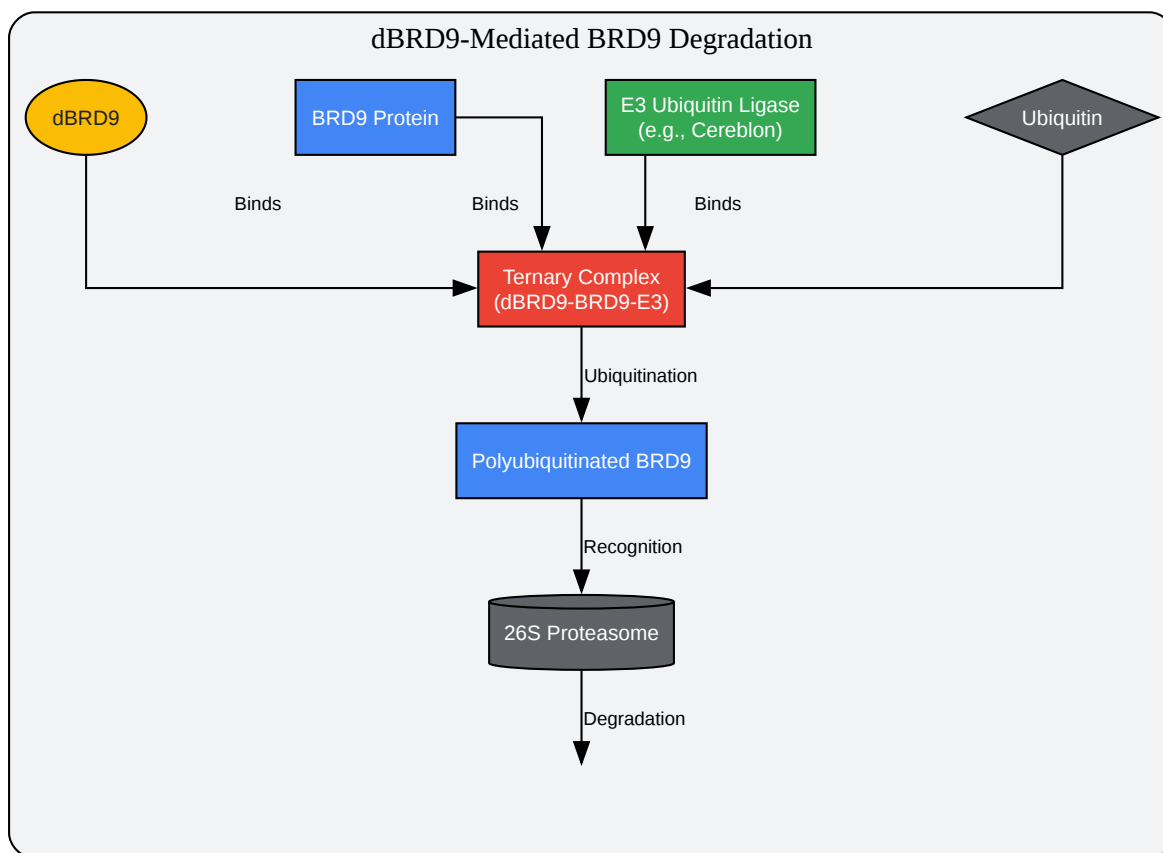 dBRD9-Mediated BRD9 Degradation
dBRD9
BRD9 Protein
E3 Ubiquitin Ligase
(e.g., Cereblon)
Ubiquitin
Binds
Binds
Binds
Ternary Complex
(dBRD9-BRD9-E3)
Ubiquitination
Polyubiquitinated BRD9
Recognition
26S Proteasome
Degradation